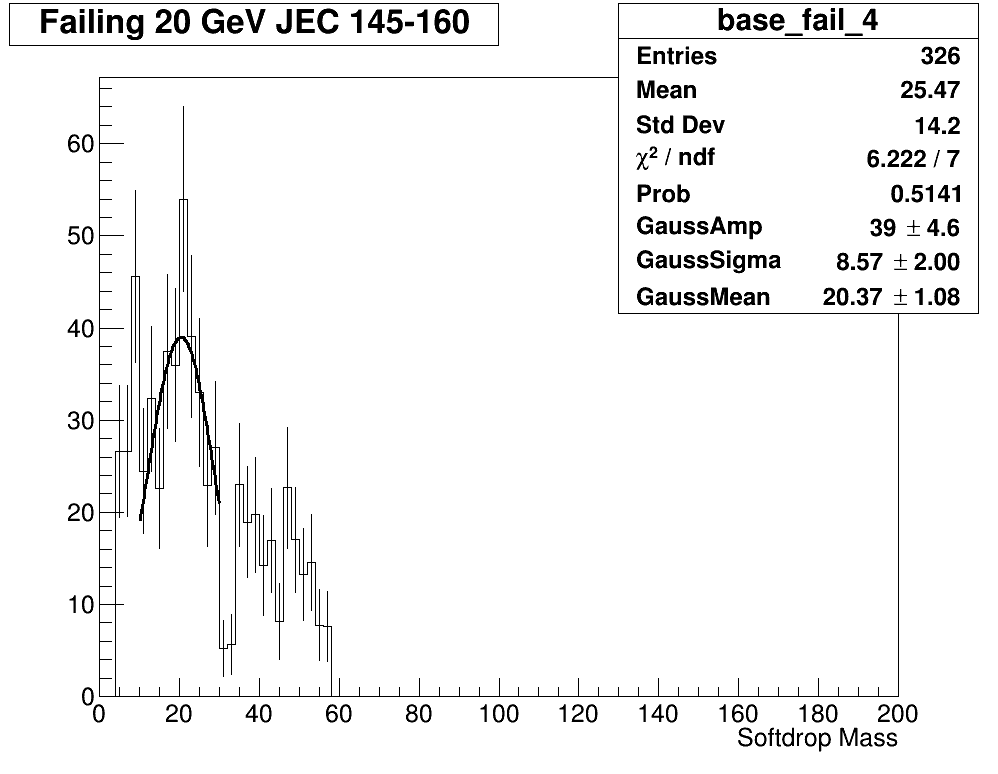 Failing 20 GeV JEC 145-160
base_fail_4
Entries 326
Mean 25.47
Std Dev 14.2
χ² / ndf 6.222 / 7
Prob 0.5141
GaussAmp 39 ± 4.6
GaussSigma 8.57 ± 2.00
GaussMean 20.37 ± 1.08
60
50
40
30
20
10
0
0 20 40 60 80 100 120 140 160 180 200
Softdrop Mass